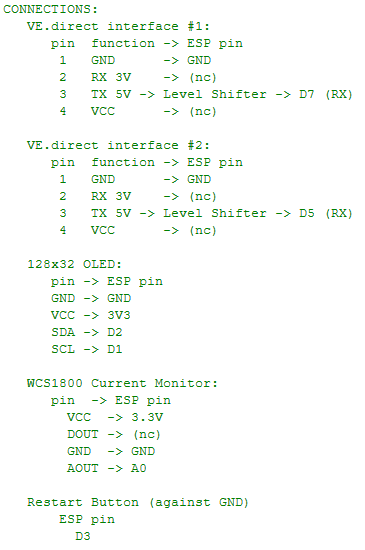 CONNECTIONS:
VE.direct interface #1:
pin function -> ESP pin
1 GND -> GND
2 RX 3V -> (nc)
3 TX 5V -> Level Shifter -> D7 (RX)
4 VCC -> (nc)
VE.direct interface #2:
pin function -> ESP pin
1 GND -> GND
2 RX 3V -> (nc)
3 TX 5V -> Level Shifter -> D5 (RX)
4 VCC -> (nc)
128x32 OLED:
pin -> ESP pin
GND -> GND
VCC -> 3V3
SDA -> D2
SCL -> D1
WCS1800 Current Monitor:
pin -> ESP pin
VCC -> 3.3V
DOUT -> (nc)
GND -> GND
AOUT -> A0
Restart Button (against GND)
ESP pin
D3